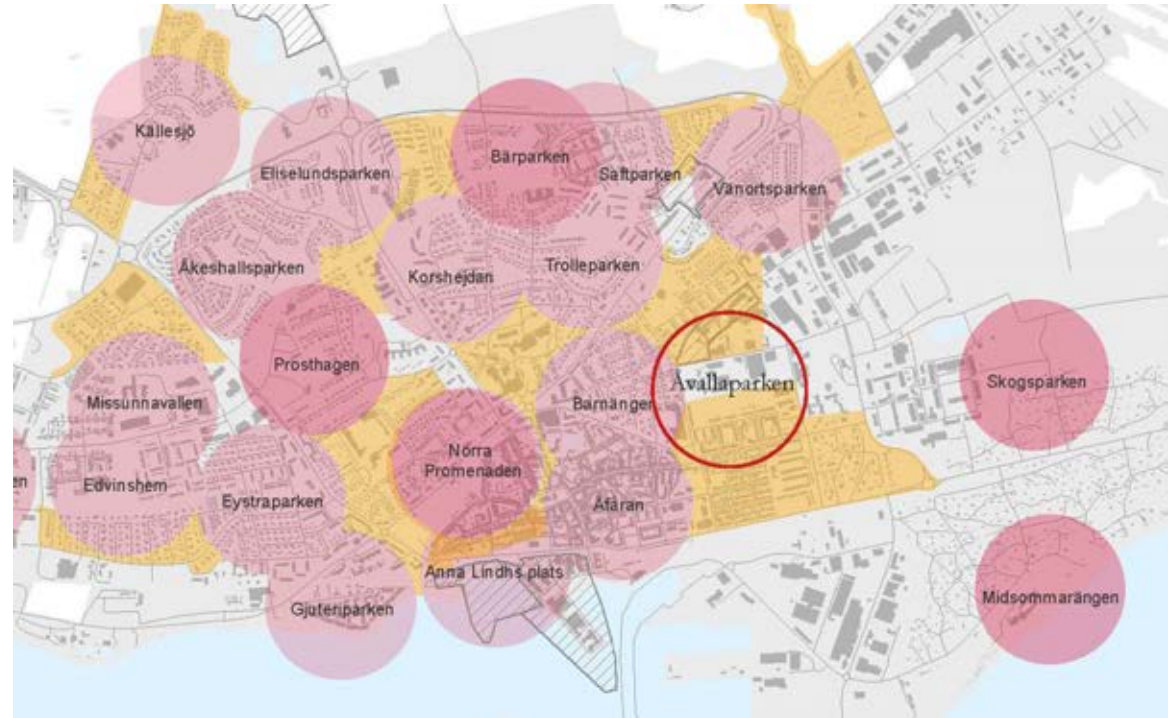 Källesjö
Eliselundsparken
Bärparken
Saftparken
Vänortsparken
Åkeshallsparken
Korshejdan
Trolleparken
Prosthagen
Åvallaparken
Skogsparken
Missunnavallen
Barnängen
Norra
Promenaden
en
Edvinshem
Eystraparken
Åfåran
Anna Lindhs plats
Gjuteriparken
Midsommarängen